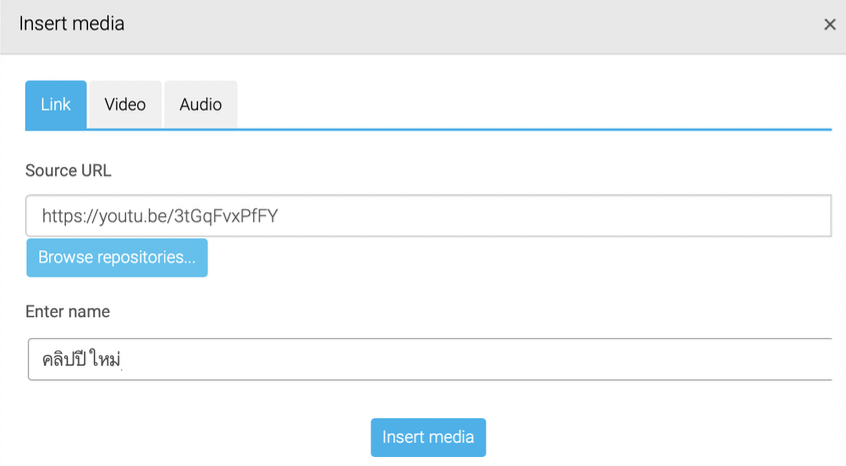 Insert media
×
Link Video Audio
Source URL
https://youtu.be/3tGqFvxPfFY
Browse repositories...
Enter name
คลิปปีใหม่
Insert media